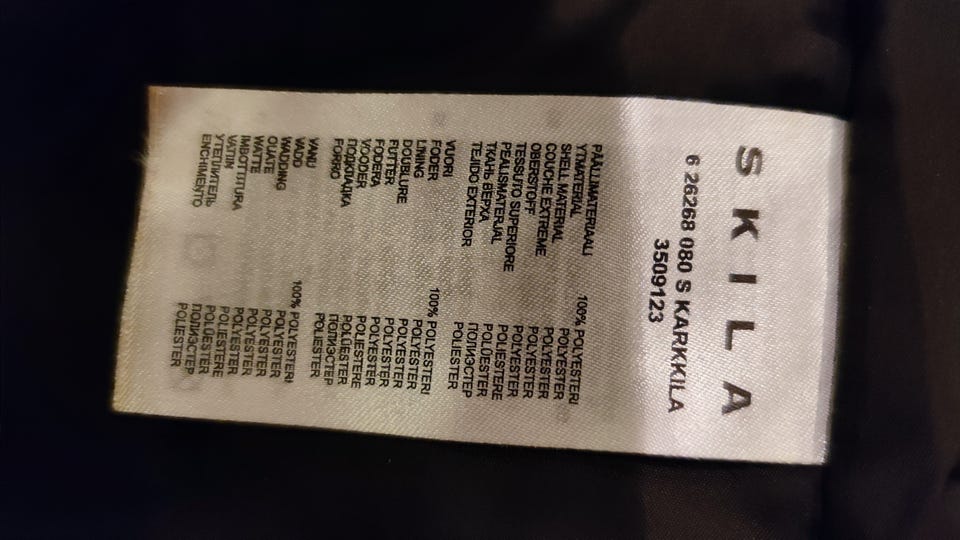 SKILA
6 26268 080 S KARKKILA
3509123
PÄÄLLIMATERIAALI 100% POLYESTERI
YTMATERIAL POLYESTER
SHELL MATERIAL POLYESTER
COUCHE EXTREME POLYESTER
OBERSTOFF POLYESTER
TESSUTO SUPERIORE POLIESTERE
PEALISMATERJAL POLÜESTER
ТКАНЬ ВЕРХА ПОЛИЭСТЕР
TEJIDO EXTERIOR POLIESTER
VUORI 100% POLYESTERI
FODER POLYESTER
LINING POLYESTER
DOUBLURE POLYESTER
FUTTER POLYESTER
FODERA POLIESTERE
VOODER POLÜESTER
ПОДКЛАДКА ПОЛИЭСТЕР
FORRO POLIESTER
VANU 100% POLYESTERI
VADD POLYESTER
WADDING POLYESTER
OUATE POLYESTER
WATTE POLYESTER
IMBOTTITURA POLIESTERE
VATIIN POLÜESTER
УТЕПЛИТЕЛЬ ПОЛИЭСТЕР
ENCHIMENTO POLIESTER